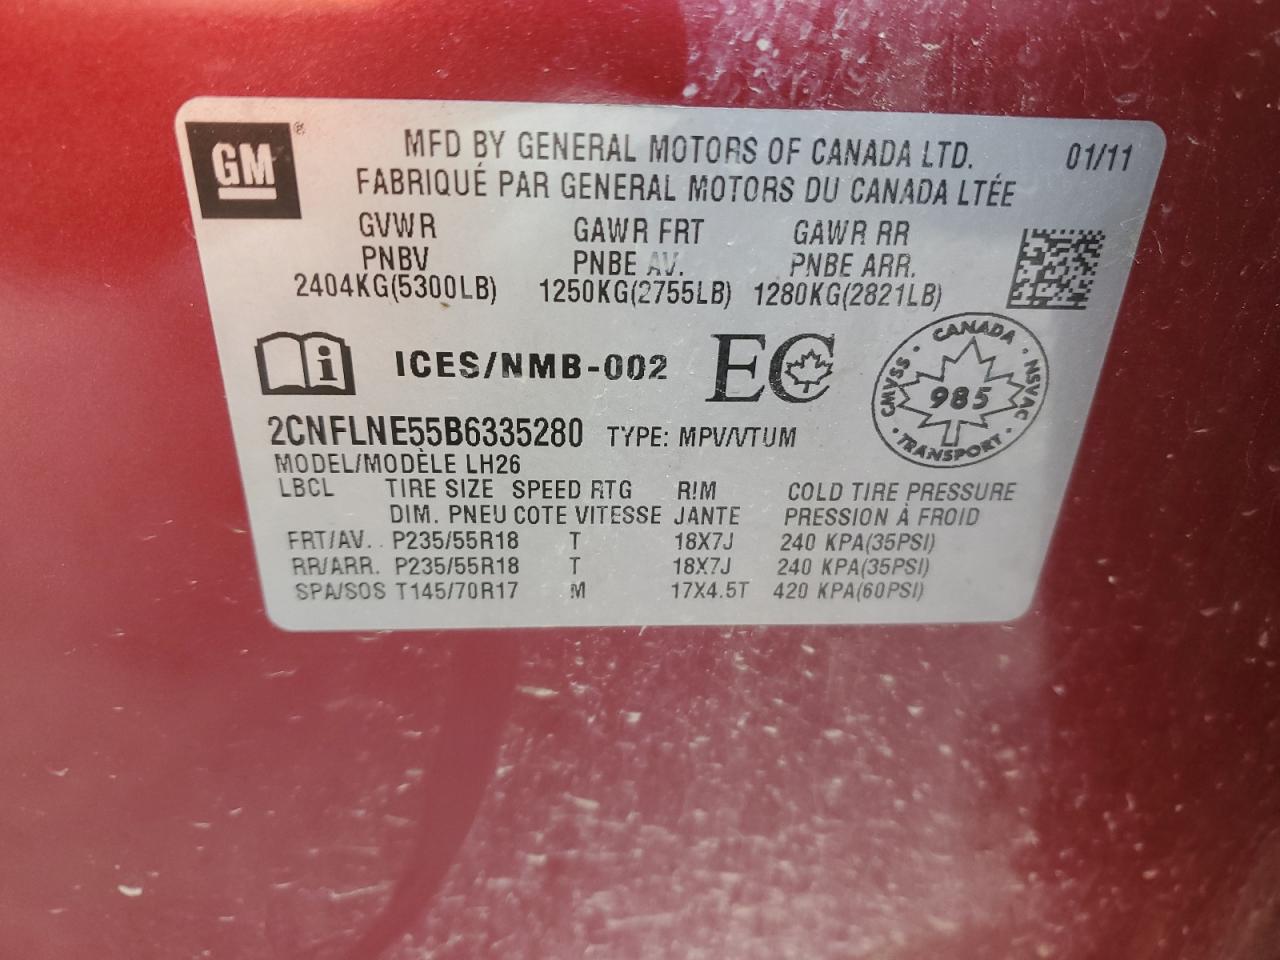 GM ®
MFD BY GENERAL MOTORS OF CANADA LTD. 01/11
FABRIQUÉ PAR GENERAL MOTORS DU CANADA LTÉE
GVWR GAWR FRT GAWR RR
PNBV PNBE AV. PNBE ARR.
2404KG(5300LB) 1250KG(2755LB) 1280KG(2821LB)
i ICES/NMB-002 EC
CANADA · NSVAC · TRANSPORT · CMVSS ·
985
2CNFLNE55B6335280 TYPE: MPV/VTUM
MODEL/MODÈLE LH26
LBCL TIRE SIZE SPEED RTG RIM COLD TIRE PRESSURE
DIM. PNEU COTE VITESSE JANTE PRESSION À FROID
FRT/AV.. P235/55R18 T 18X7J 240 KPA(35PSI)
RR/ARR. P235/55R18 T 18X7J 240 KPA(35PSI)
SPA/SOS T145/70R17 M 17X4.5T 420 KPA(60PSI)